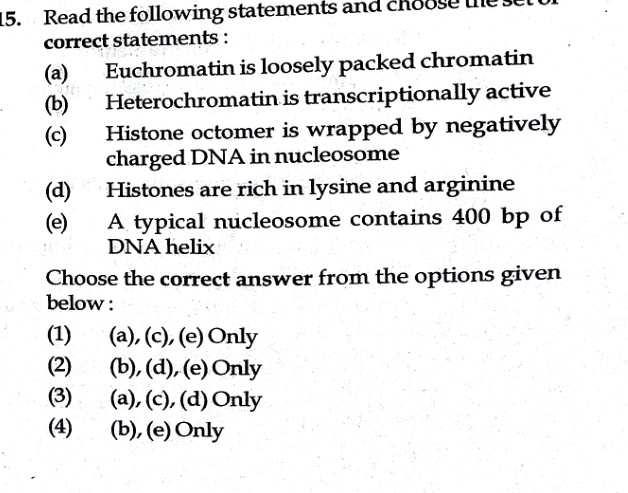 15. Read the following statements and choose the set of
correct statements :
(a) Euchromatin is loosely packed chromatin
(b) Heterochromatin is transcriptionally active
(c) Histone octomer is wrapped by negatively
charged DNA in nucleosome
(d) Histones are rich in lysine and arginine
(e) A typical nucleosome contains 400 bp of
DNA helix
Choose the correct answer from the options given
below :
(1) (a), (c), (e) Only
(2) (b), (d), (e) Only
(3) (a), (c), (d) Only
(4) (b), (e) Only